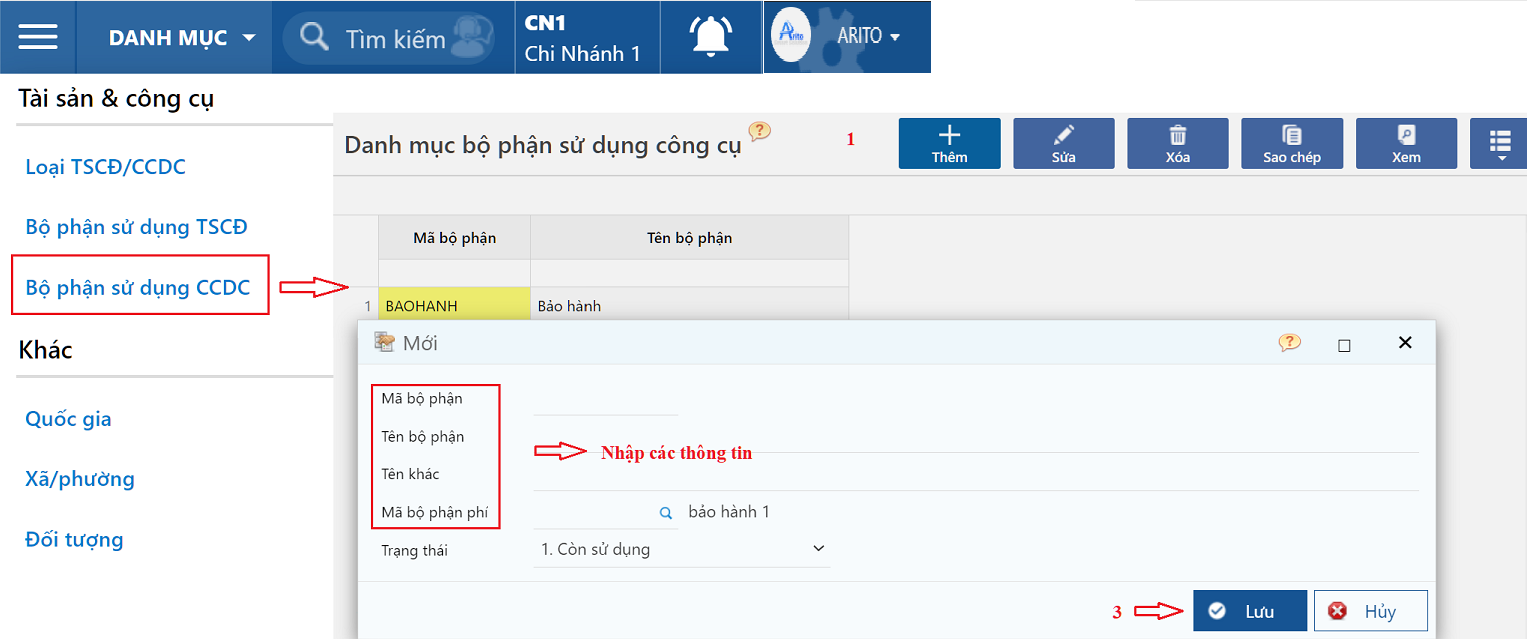 DANH MỤC
Tìm kiếm
CN1
Chi Nhánh 1
Arito
ARITO
Tài sản & công cụ
Loại TSCĐ/CCDC
Bộ phận sử dụng TSCĐ
Bộ phận sử dụng CCDC
Khác
Quốc gia
Xã/phường
Đối tượng
Danh mục bộ phận sử dụng công cụ
?
1
Thêm
Sửa
Xóa
Sao chép
Xem
Mã bộ phận
Tên bộ phận
1 BAOHANH Bảo hành
Mới
?
Mã bộ phận
Tên bộ phận
Nhập các thông tin
Tên khác
Mã bộ phận phí
bảo hành 1
Trạng thái
1. Còn sử dụng
3
Lưu
Hủy